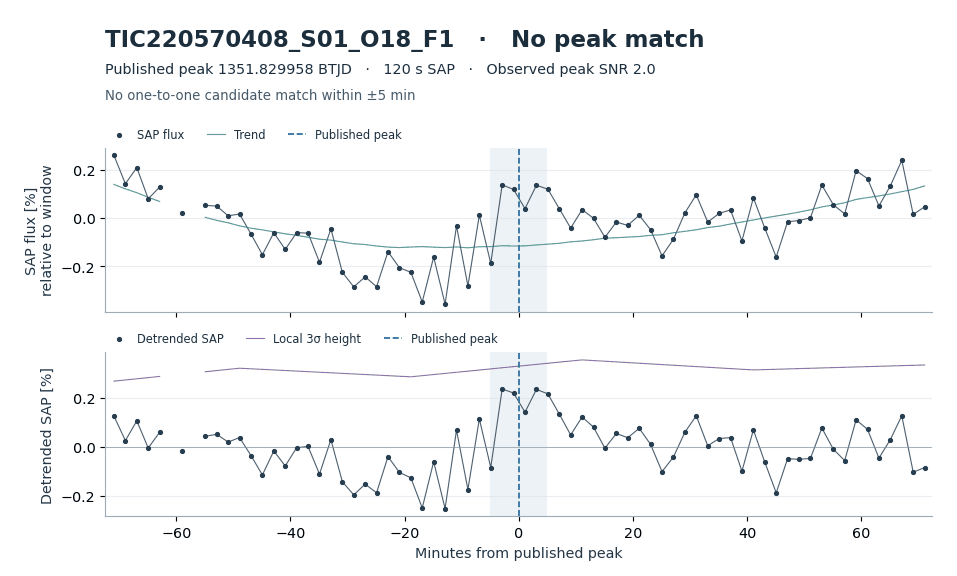 TIC220570408_S01_O18_F1 · No peak match
Published peak 1351.829958 BTJD · 120 s SAP · Observed peak SNR 2.0
No one-to-one candidate match within ±5 min
SAP flux Trend Published peak
SAP flux [%]
relative to window
0.2
0.0
−0.2
Detrended SAP Local 3σ height Published peak
Detrended SAP [%]
0.2
0.0
−0.2
−60 −40 −20 0 20 40 60
Minutes from published peak